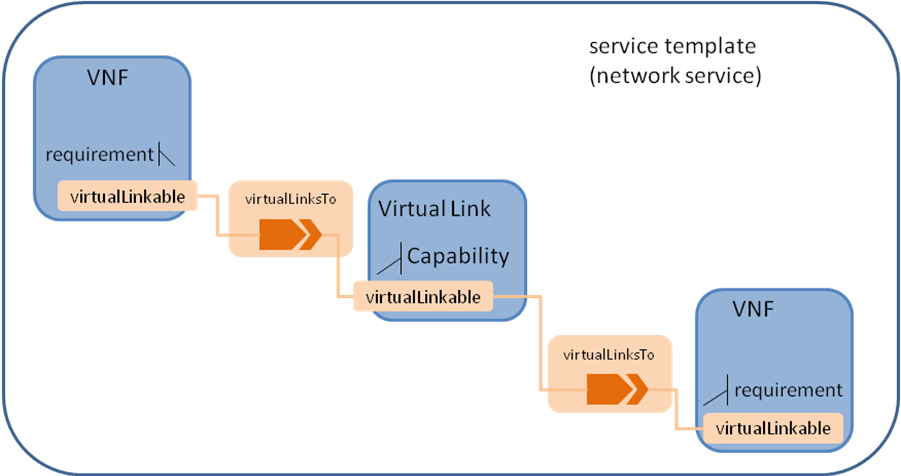 service template
(network service)
VNF
requirement
virtualLinkable
virtualLinksTo
Virtual Link
Capability
virtualLinkable
VNF
virtualLinksTo
requirement
virtualLinkable